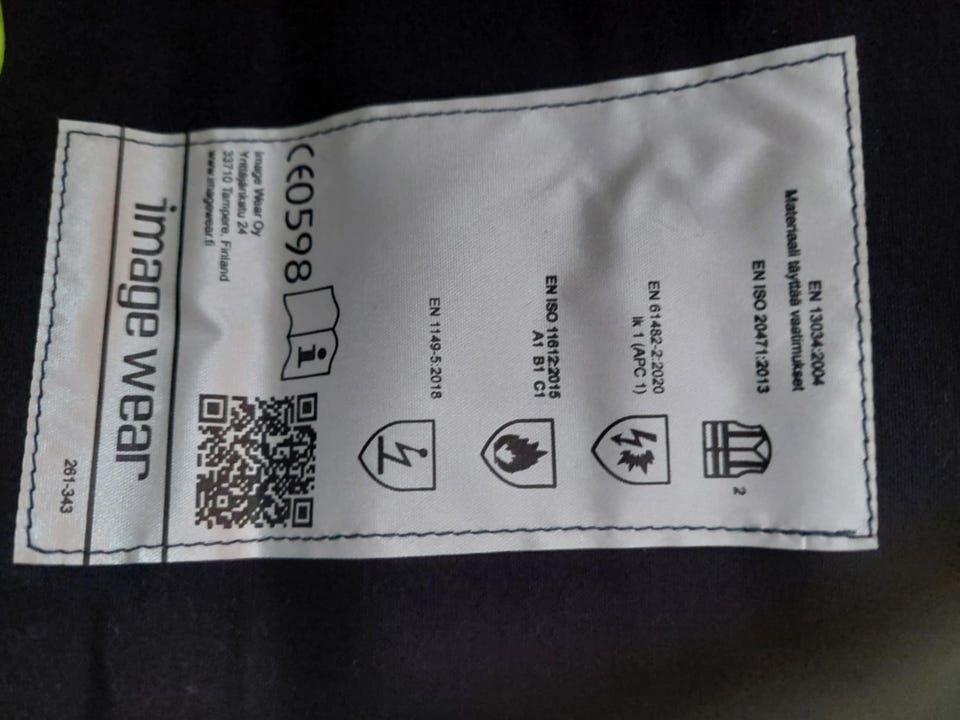 image wear
261-343
Image Wear Oy
Yrittäjänkatu 24
33710 Tampere, Finland
www.imagewear.fi
CE0598
i
EN 1149-5:2018
EN ISO 11612:2015
A1 B1 C1
EN 61482-2:2020
lk 1 (APC 1)
EN ISO 20471:2013
2
Materiaali täyttää vaatimukset
EN 13034:2004